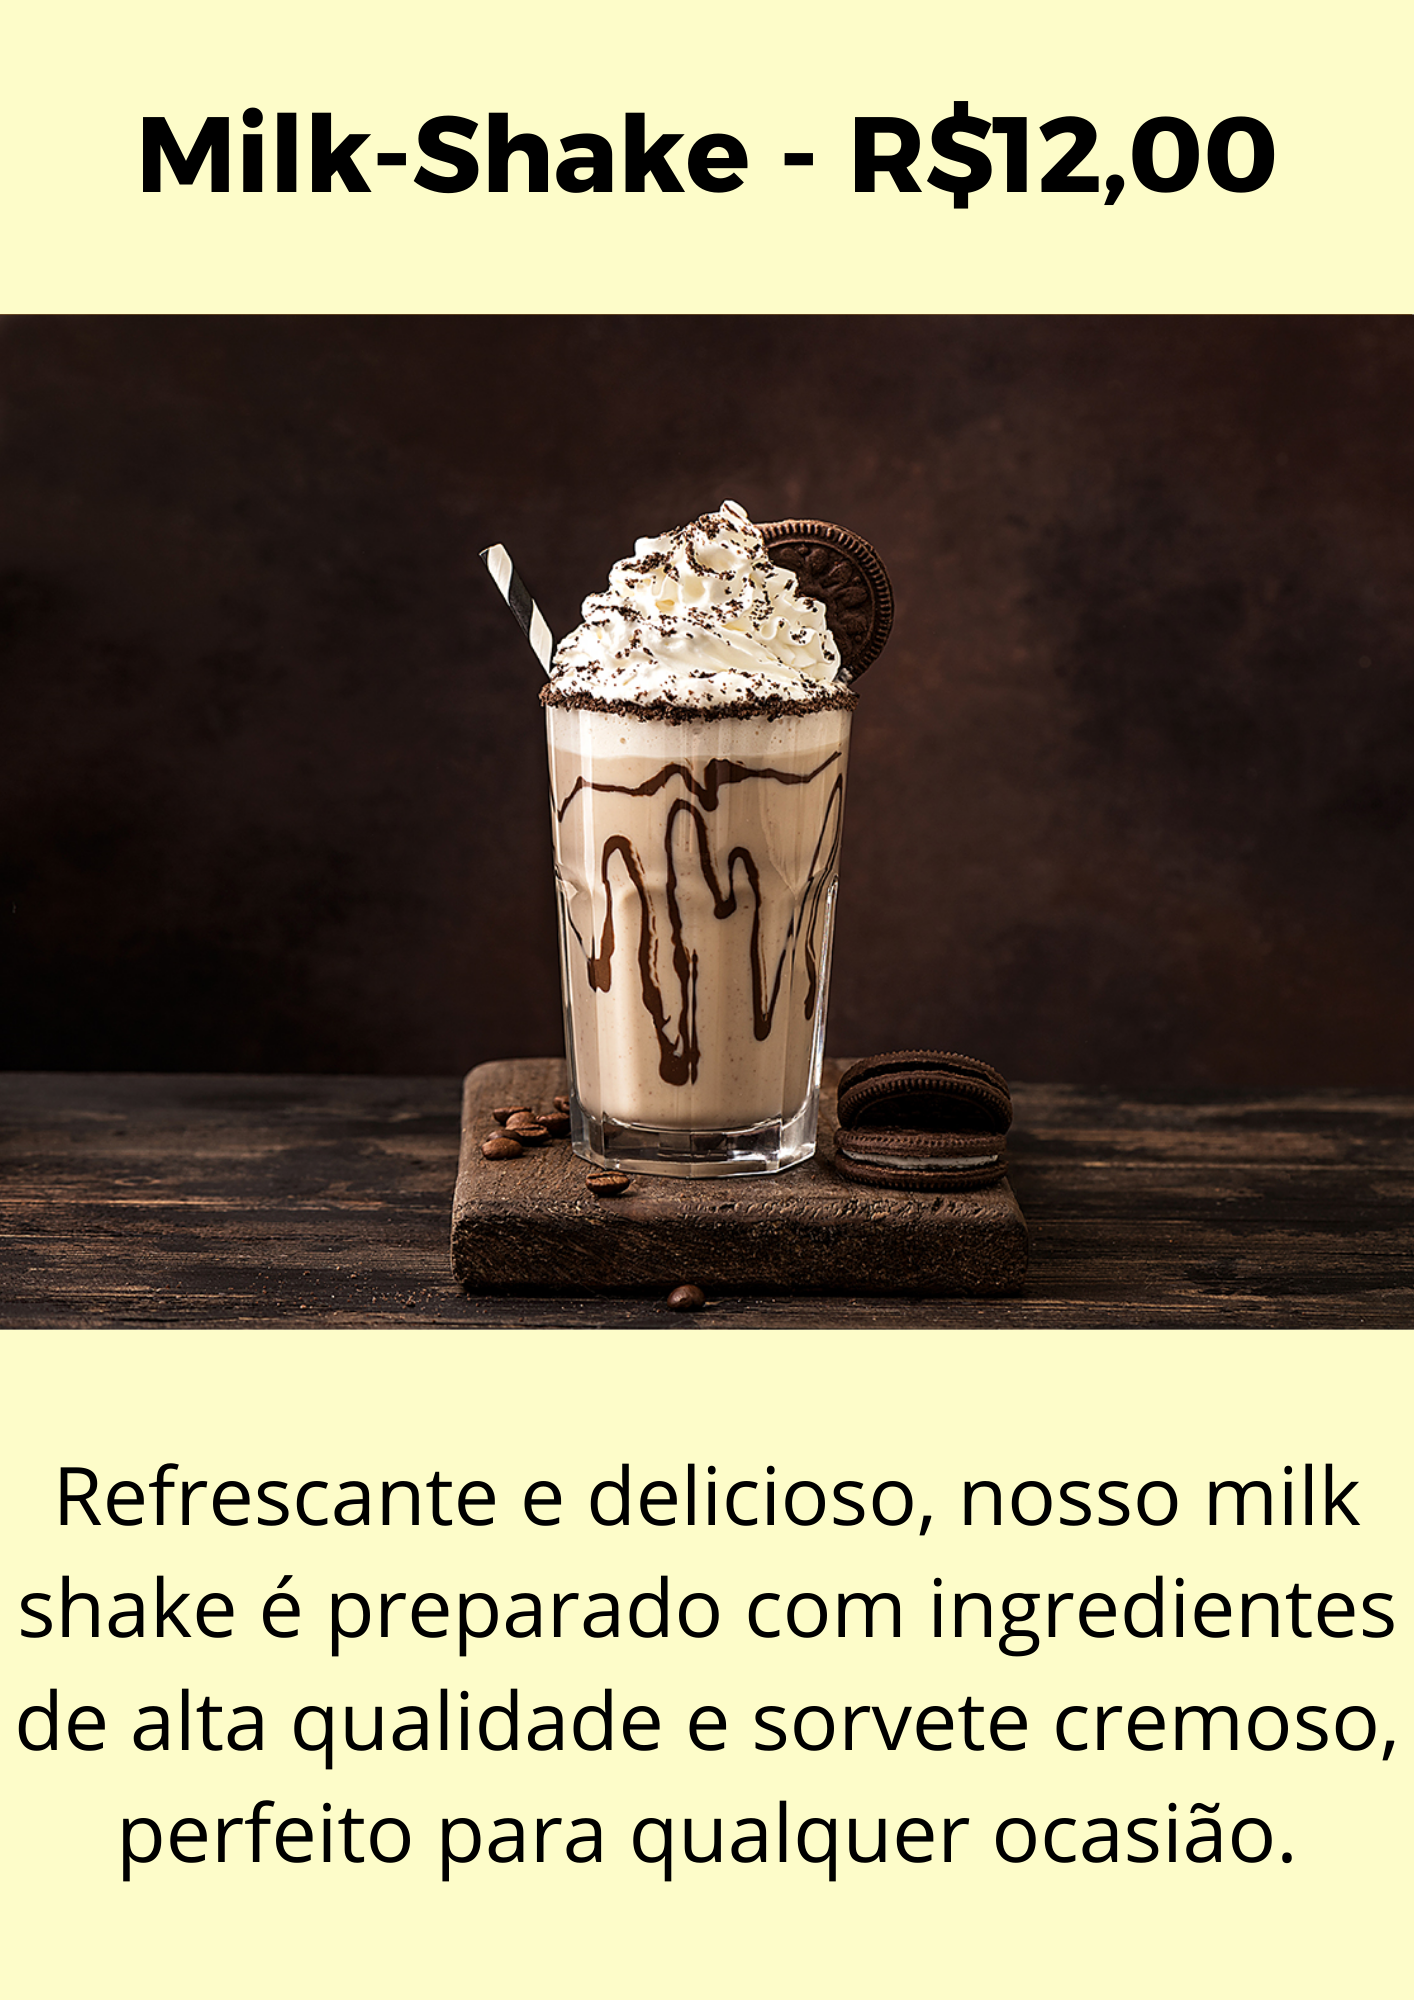 Milk-Shake - R$12,00
Refrescante e delicioso, nosso milk
shake é preparado com ingredientes
de alta qualidade e sorvete cremoso,
perfeito para qualquer ocasião.